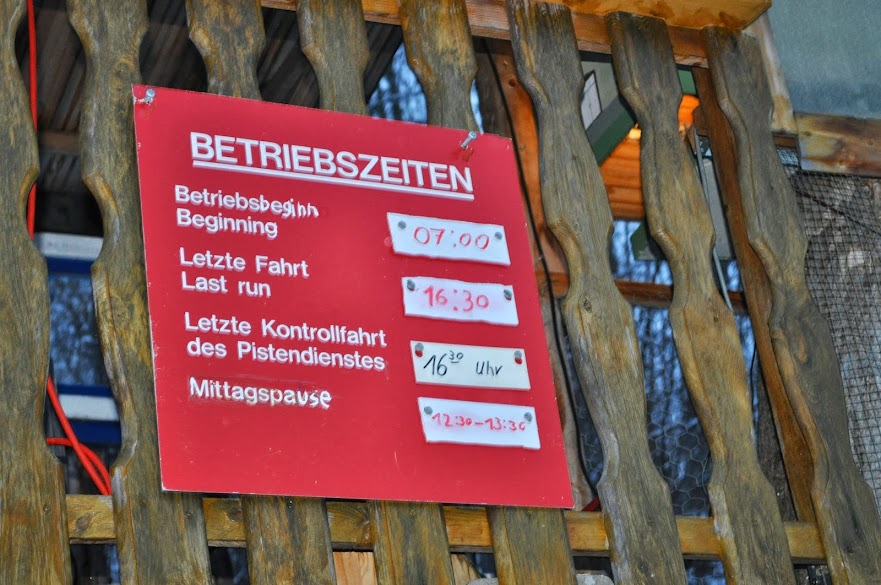 BETRIEBSZEITEN
Betriebsbeginn
Beginning
07:00
Letzte Fahrt
Last run
16:30
Letzte Kontrollfahrt
des Pistendienstes
16³⁰ Uhr
Mittagspause
12:30-13:30